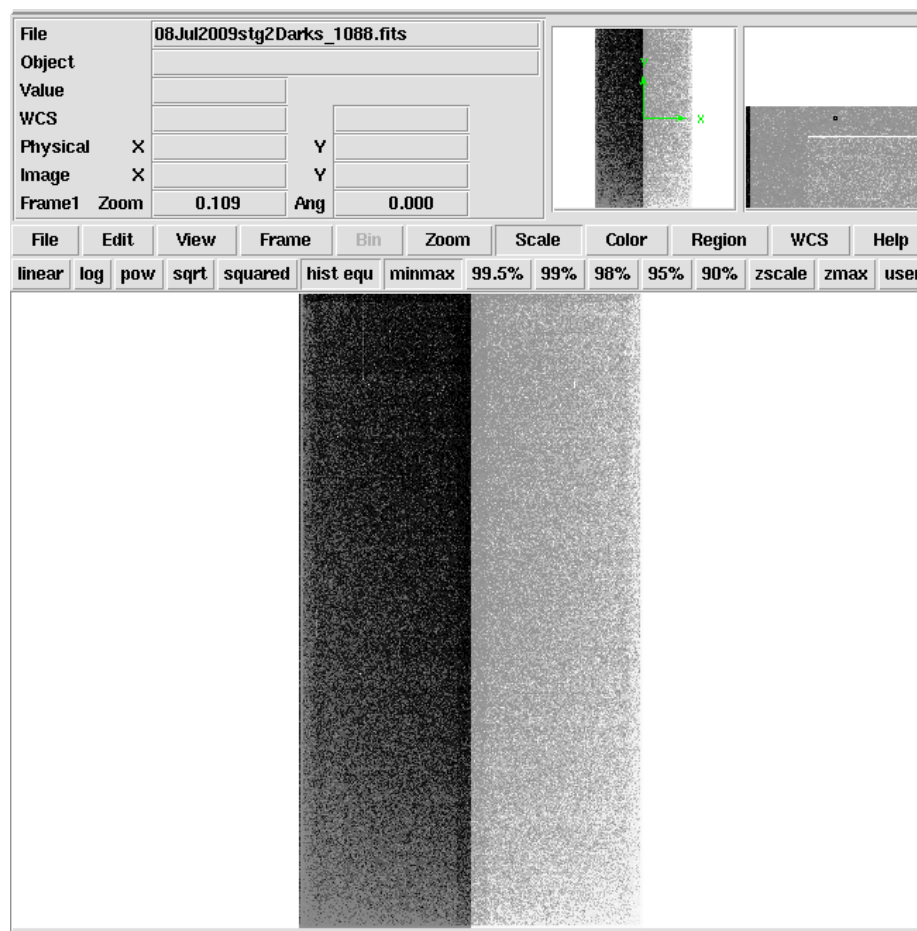 File 08Jul2009stg2Darks_1088.fits
Object
Value
WCS
Physical X Y
Image X Y
Frame1 Zoom 0.109 Ang 0.000
Y
X
File Edit View Frame Bin Zoom Scale Color Region WCS Help
linear log pow sqrt squared hist equ minmax 99.5% 99% 98% 95% 90% zscale zmax user